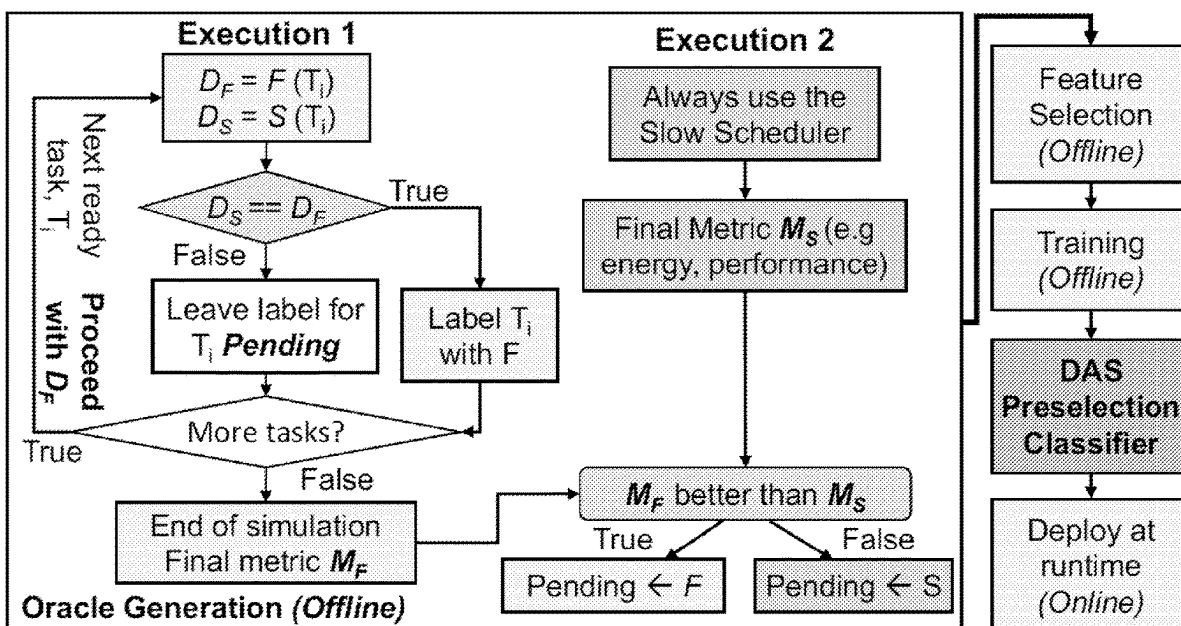 Execution 1
D_F = F (T_i)
D_S = S (T_i)
Next ready
task, T_i
D_S == D_F
True
False
Leave label for
T_i Pending
Label T_i
with F
Proceed
with D_F
More tasks?
True
False
End of simulation
Final metric M_F
Oracle Generation (Offline)
Execution 2
Always use the
Slow Scheduler
Final Metric M_S (e.g
energy, performance)
M_F better than M_S
True
False
Pending ← F
Pending ← S
Feature
Selection
(Offline)
Training
(Offline)
DAS
Preselection
Classifier
Deploy at
runtime
(Online)